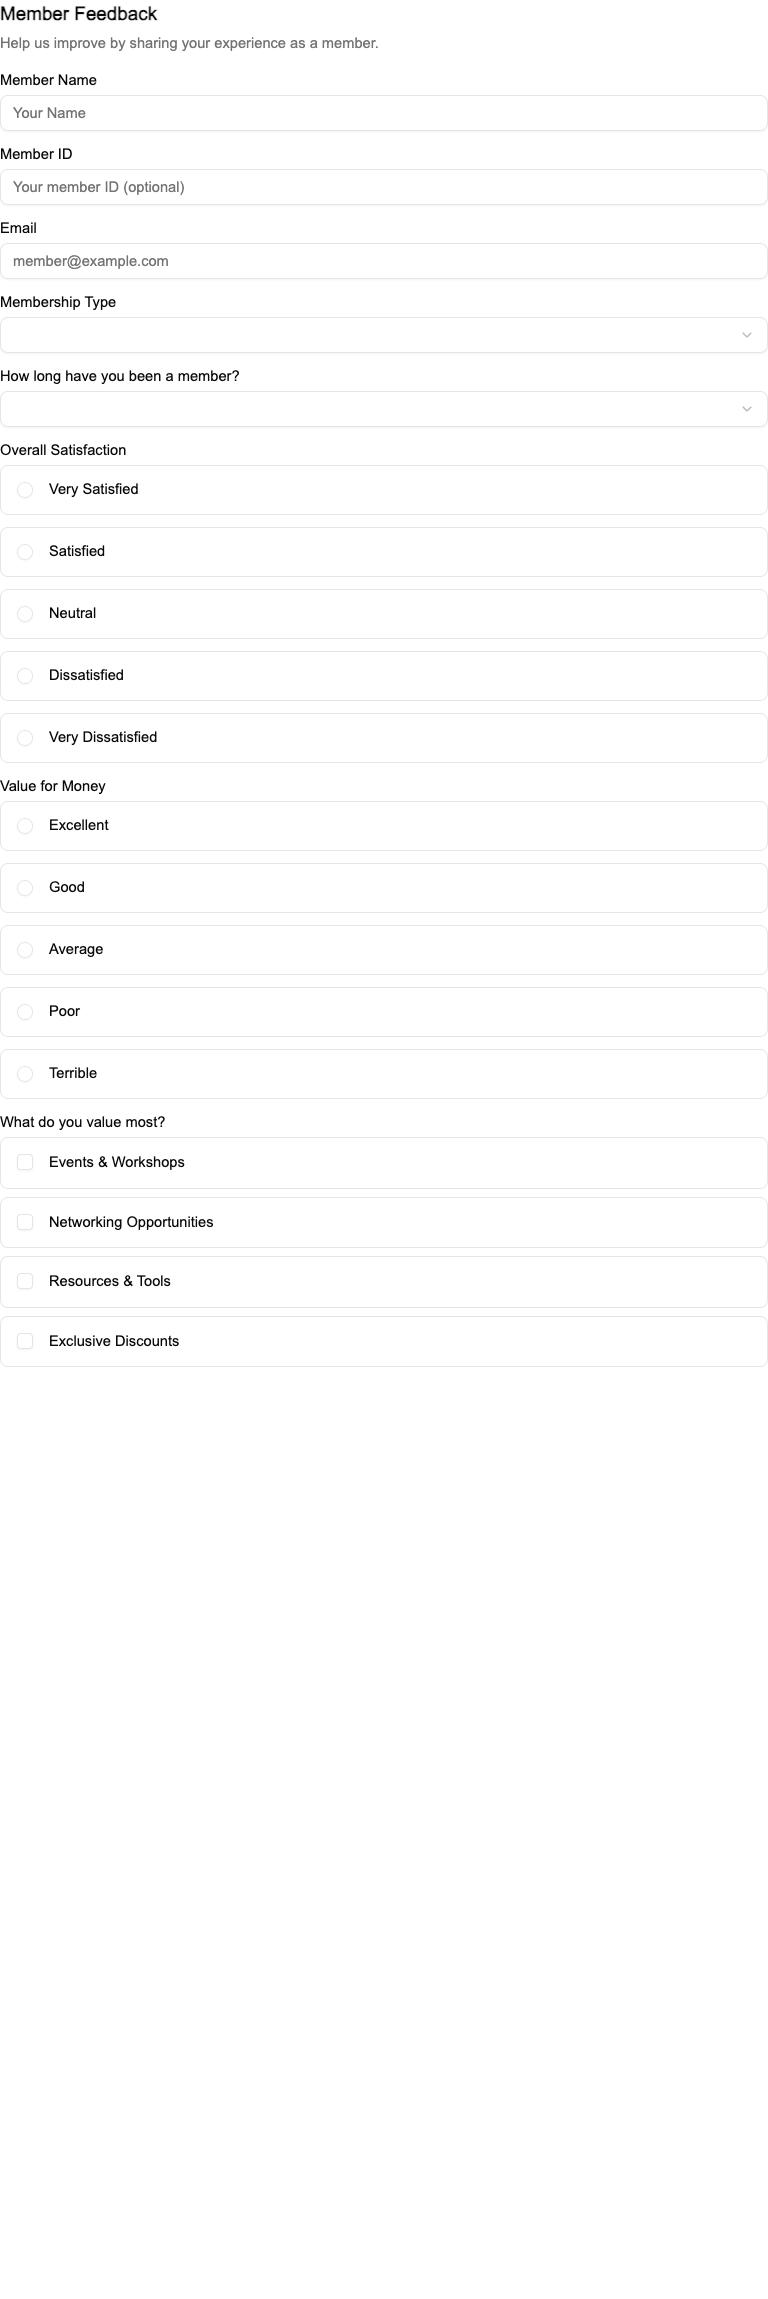 Member Feedback
Help us improve by sharing your experience as a member.
Member Name
Your Name
Member ID
Your member ID (optional)
Email
member@example.com
Membership Type
How long have you been a member?
Overall Satisfaction
Very Satisfied
Satisfied
Neutral
Dissatisfied
Very Dissatisfied
Value for Money
Excellent
Good
Average
Poor
Terrible
What do you value most?
Events & Workshops
Networking Opportunities
Resources & Tools
Exclusive Discounts